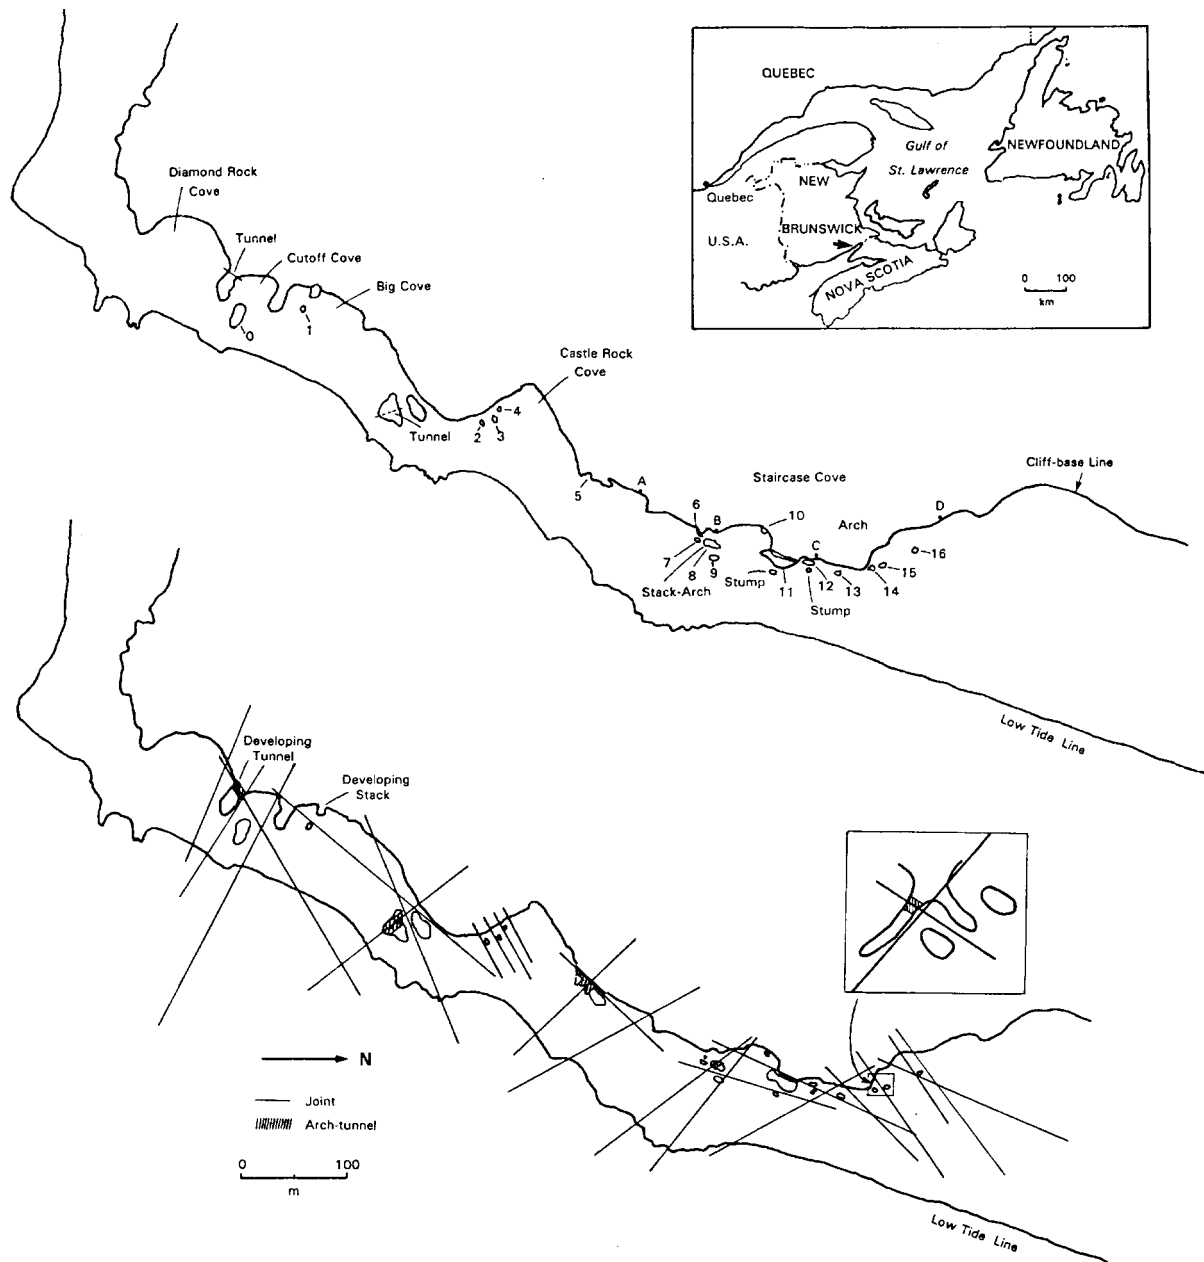 QUEBEC
NEWFOUNDLAND
Gulf of
St. Lawrence
NEW
Quebec
BRUNSWICK
U.S.A.
NOVA SCOTIA
0 100
km
Diamond Rock
Cove
Tunnel
Cutoff Cove
Big Cove
1
Castle Rock
Cove
4
2
3
Tunnel
5
A
Staircase Cove
Cliff-base Line
6
B
10
Arch
D
C
7
8
9
Stack-Arch
Stump
11
12
13
14
15
16
Stump
Low Tide Line
Developing
Tunnel
Developing
Stack
N
Joint
Arch-tunnel
0 100
m
Low Tide Line